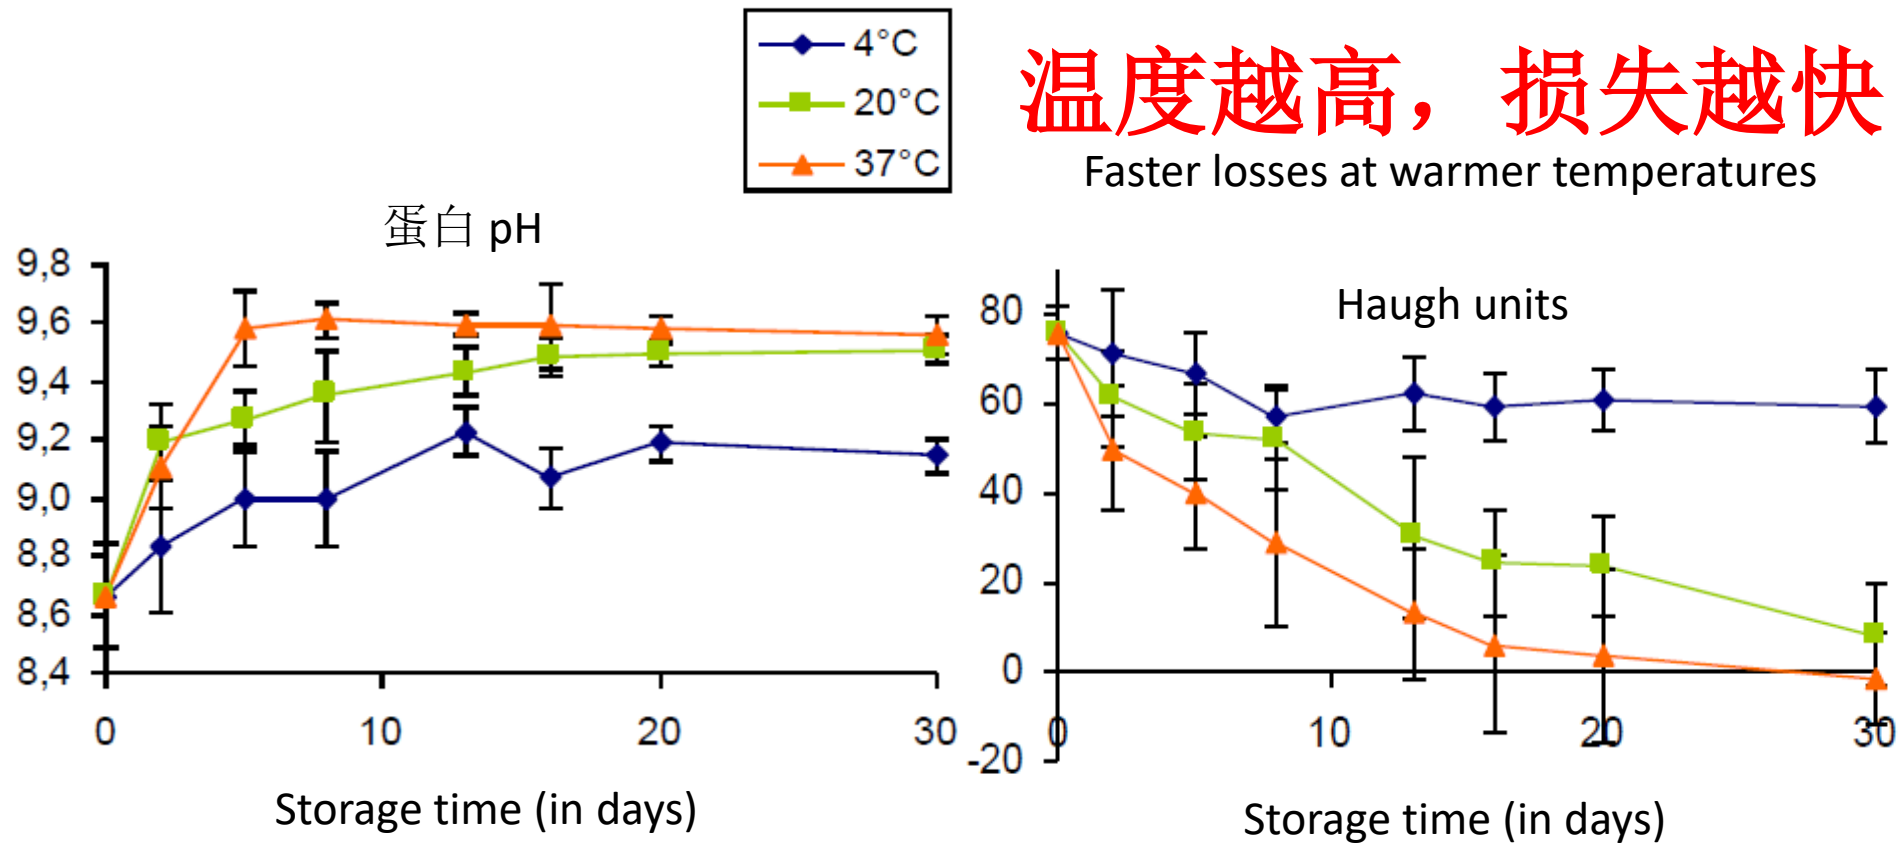 4°C
20°C
37°C
温度越高，损失越快
Faster losses at warmer temperatures
蛋白 pH
9,8
9,6
9,4
9,2
9,0
8,8
8,6
8,4
0 10 20 30
Storage time (in days)
Haugh units
80
60
40
20
0
-20
0 10 20 30
Storage time (in days)